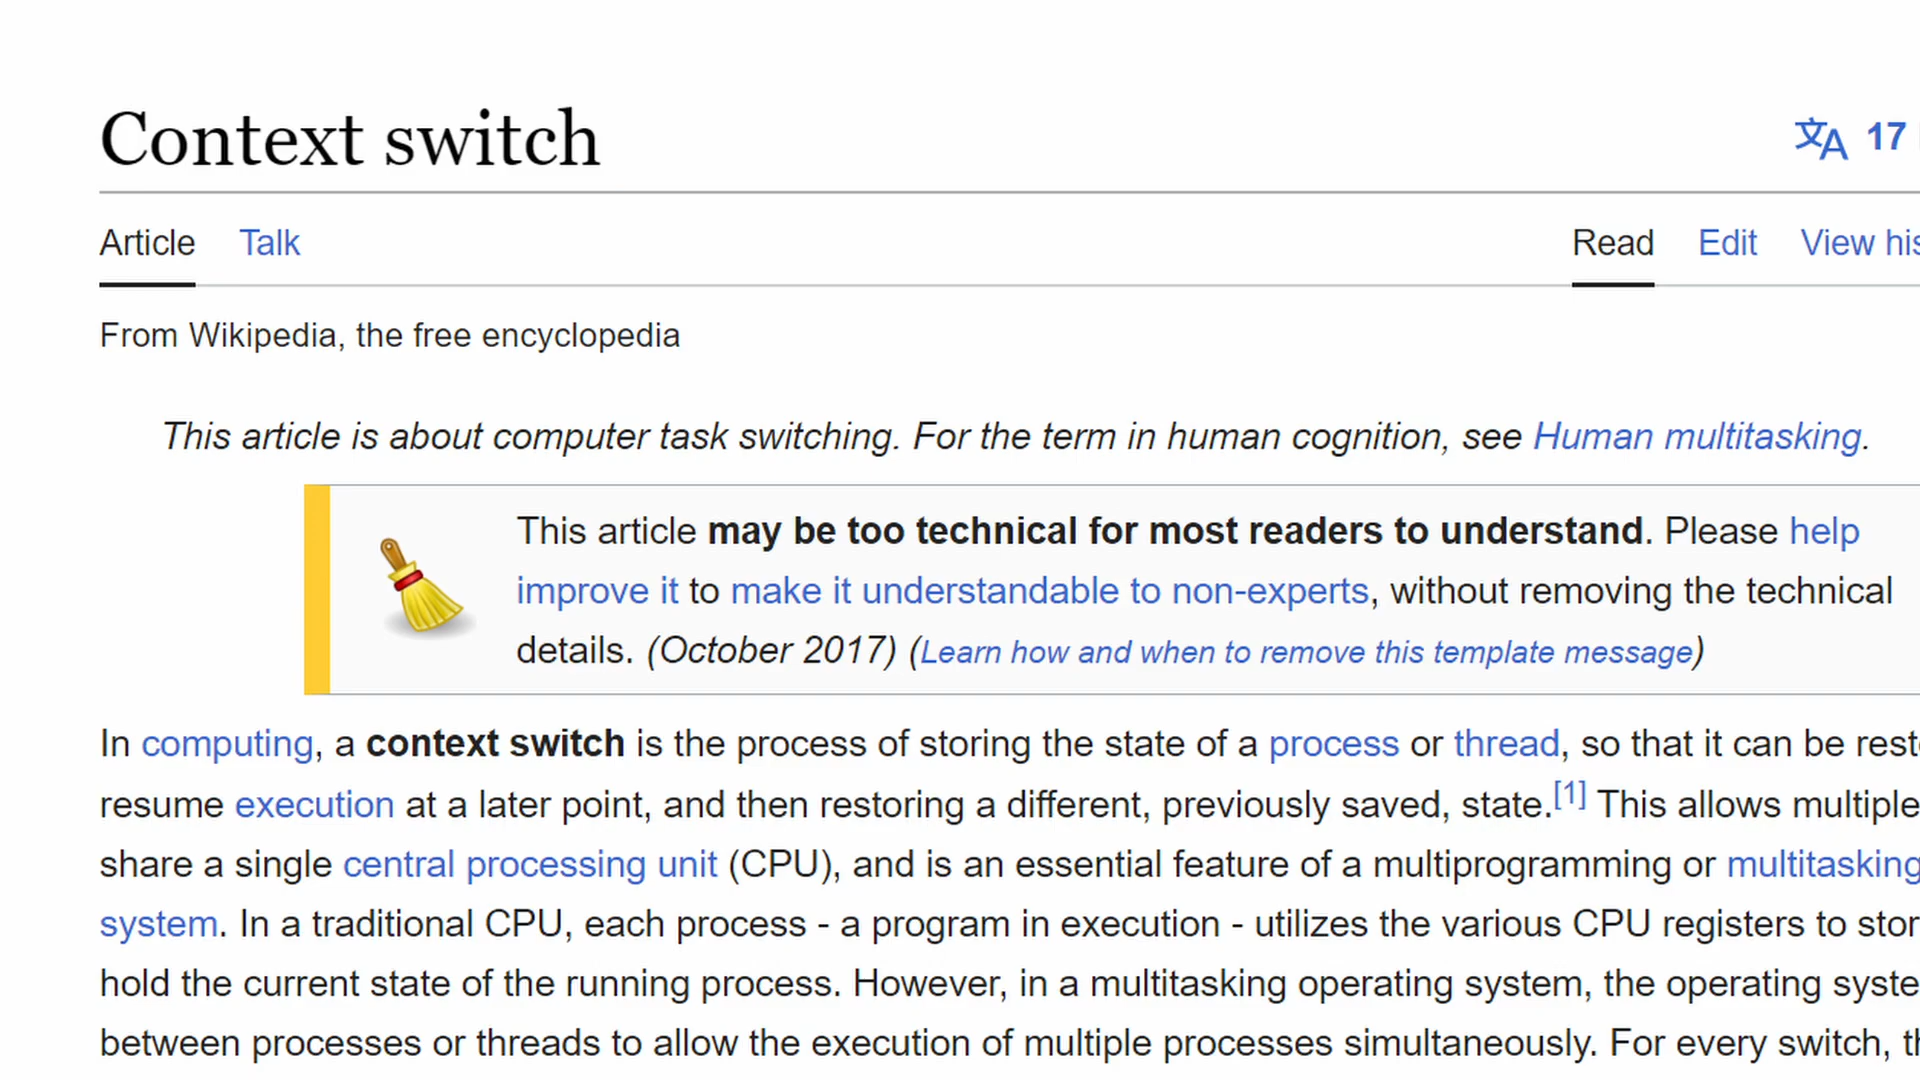 Context switch
文A 17
Article Talk
Read Edit View his
From Wikipedia, the free encyclopedia
This article is about computer task switching. For the term in human cognition, see Human multitasking.
This article may be too technical for most readers to understand. Please help
improve it to make it understandable to non-experts, without removing the technical
details. (October 2017) (Learn how and when to remove this template message)
In computing, a context switch is the process of storing the state of a process or thread, so that it can be rest
resume execution at a later point, and then restoring a different, previously saved, state.[1] This allows multiple
share a single central processing unit (CPU), and is an essential feature of a multiprogramming or multitasking
system. In a traditional CPU, each process - a program in execution - utilizes the various CPU registers to stor
hold the current state of the running process. However, in a multitasking operating system, the operating syste
between processes or threads to allow the execution of multiple processes simultaneously. For every switch, th